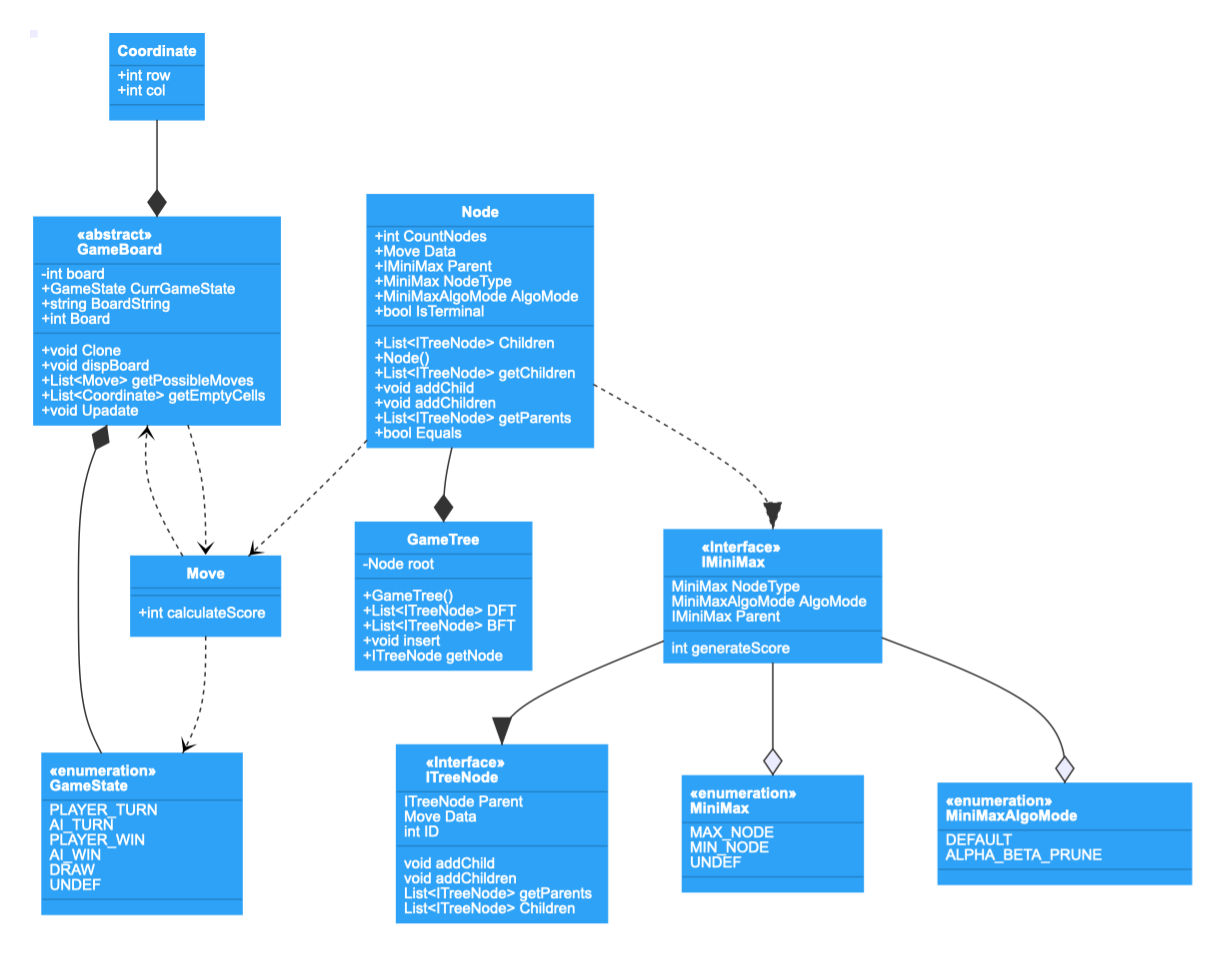 Coordinate
+int row
+int col
«abstract»
GameBoard
-int board
+GameState CurrGameState
+string BoardString
+int Board
+void Clone
+void dispBoard
+List<Move> getPossibleMoves
+List<Coordinate> getEmptyCells
+void Upadate
Node
+int CountNodes
+Move Data
+IMiniMax Parent
+MiniMax NodeType
+MiniMaxAlgoMode AlgoMode
+bool IsTerminal
+List<ITreeNode> Children
+Node()
+List<ITreeNode> getChildren
+void addChild
+void addChildren
+List<ITreeNode> getParents
+bool Equals
Move
+int calculateScore
GameTree
-Node root
+GameTree()
+List<ITreeNode> DFT
+List<ITreeNode> BFT
+void insert
+ITreeNode getNode
«Interface»
IMiniMax
MiniMax NodeType
MiniMaxAlgoMode AlgoMode
IMiniMax Parent
int generateScore
«enumeration»
GameState
PLAYER_TURN
AI_TURN
PLAYER_WIN
AI_WIN
DRAW
UNDEF
«Interface»
ITreeNode
ITreeNode Parent
Move Data
int ID
void addChild
void addChildren
List<ITreeNode> getParents
List<ITreeNode> Children
«enumeration»
MiniMax
MAX_NODE
MIN_NODE
UNDEF
«enumeration»
MiniMaxAlgoMode
DEFAULT
ALPHA_BETA_PRUNE